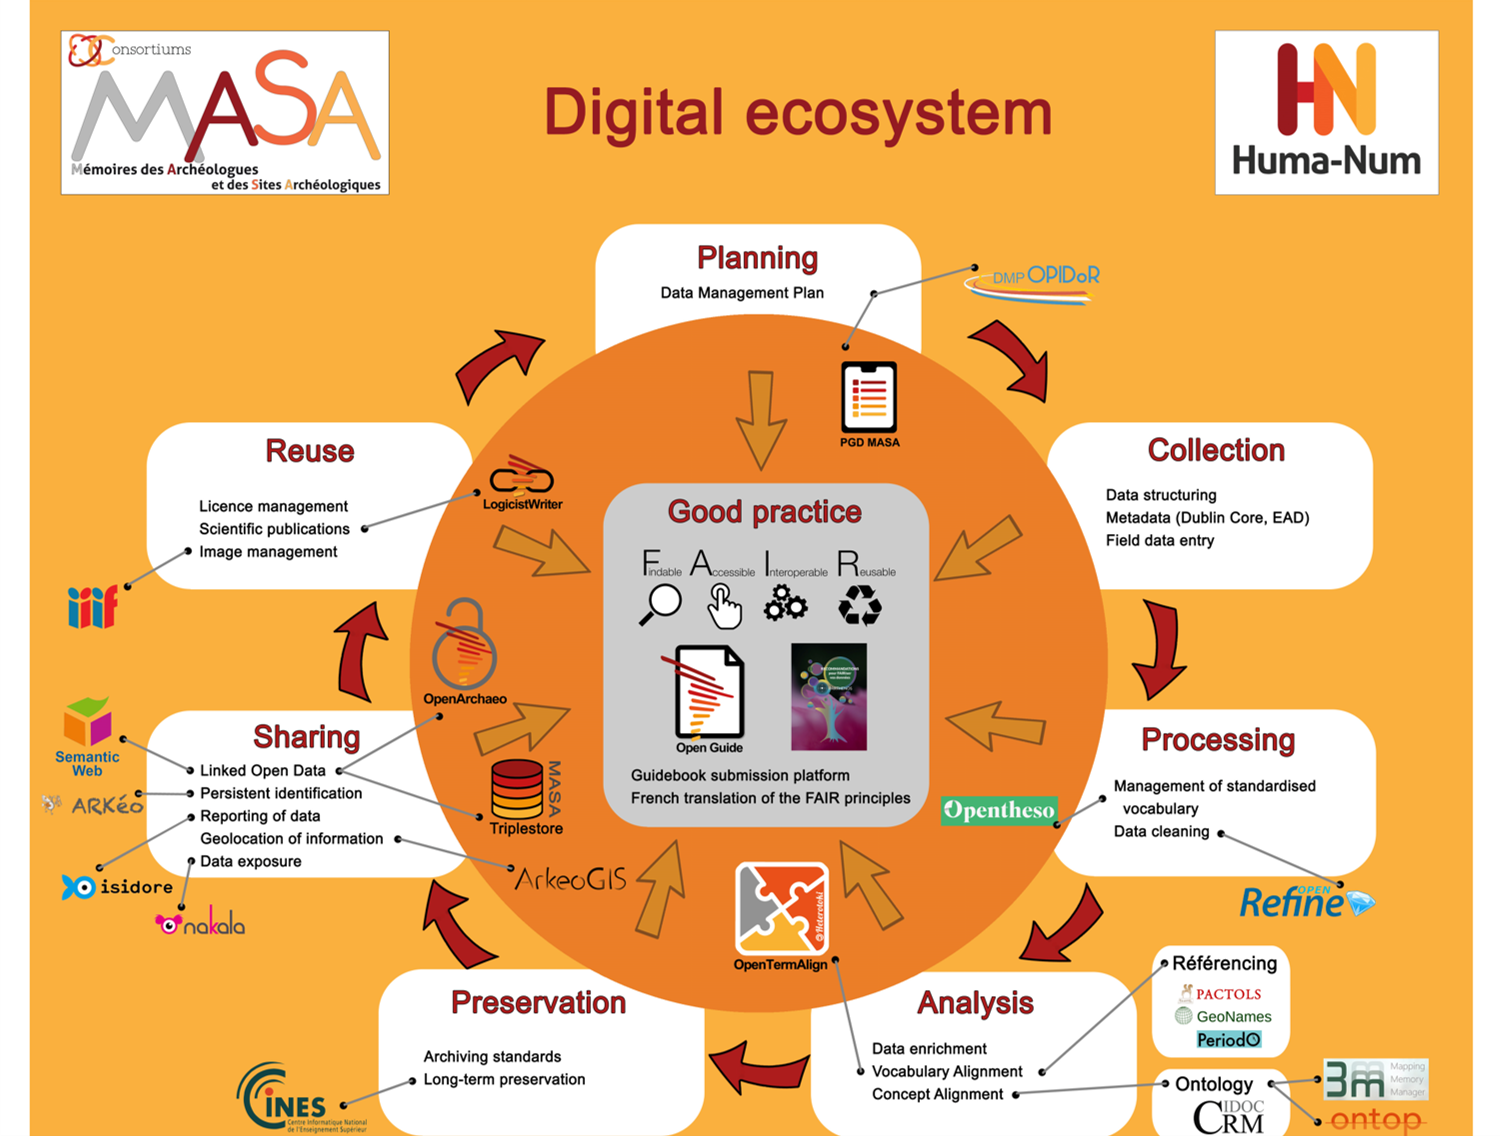 Consortiums
MASA
Mémoires des Archéologues
et des Sites Archéologiques
Digital ecosystem
HN
Huma-Num
Planning
Data Management Plan
DMP OPIDoR
PGD MASA
Reuse
Licence management
Scientific publications
Image management
LogicistWriter
iiif
Collection
Data structuring
Metadata (Dublin Core, EAD)
Field data entry
Good practice
Findable Accessible Interoperable Reusable
Open Guide
Guidebook submission platform
French translation of the FAIR principles
OpenArchaeo
Sharing
Linked Open Data
Persistent identification
Reporting of data
Geolocation of information
Data exposure
Semantic
Web
ARKéo
isidore
nakala
MASA
Triplestore
ArkeoGIS
Processing
Management of standardised
vocabulary
Data cleaning
Opentheso
OPEN
Refine
Heterotoki
OpenTermAlign
Preservation
Archiving standards
Long-term preservation
CINES
Centre Informatique National
de l'Enseignement Supérieur
Analysis
Data enrichment
Vocabulary Alignment
Concept Alignment
Référencing
PACTOLS
GeoNames
PeriodO
Ontology
CIDOC
CRM
3m
Mapping
Memory
Manager
ontop